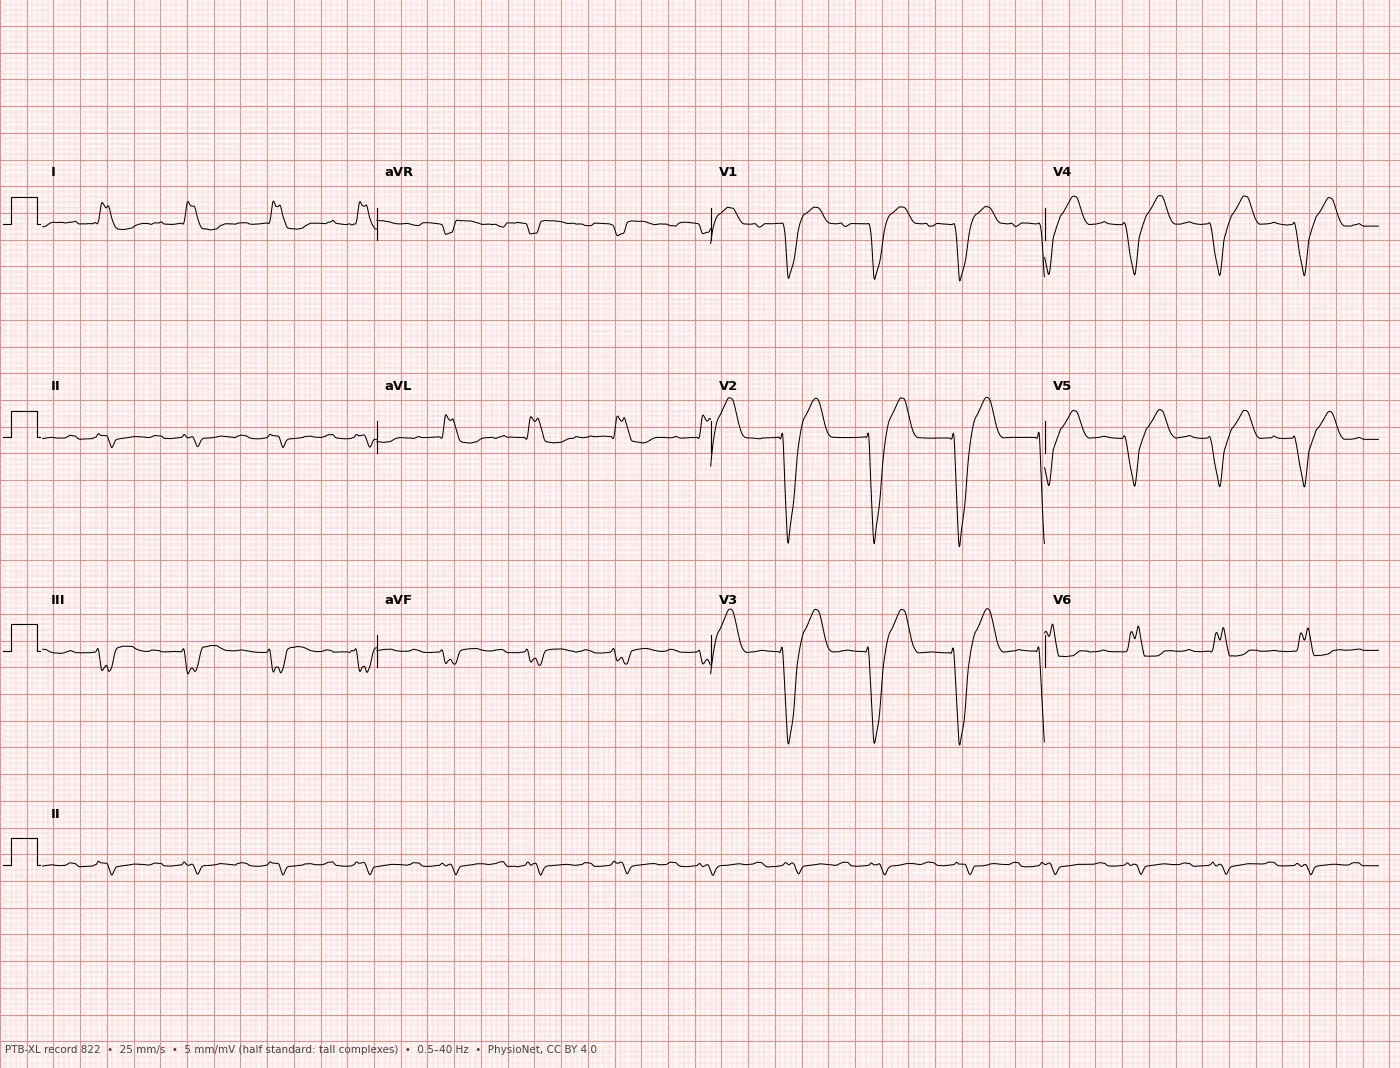 I aVR V1 V4
II aVL V2 V5
III aVF V3 V6
II
PTB-XL record 822 • 25 mm/s • 5 mm/mV (half standard: tall complexes) • 0.5–40 Hz • PhysioNet, CC BY 4.0